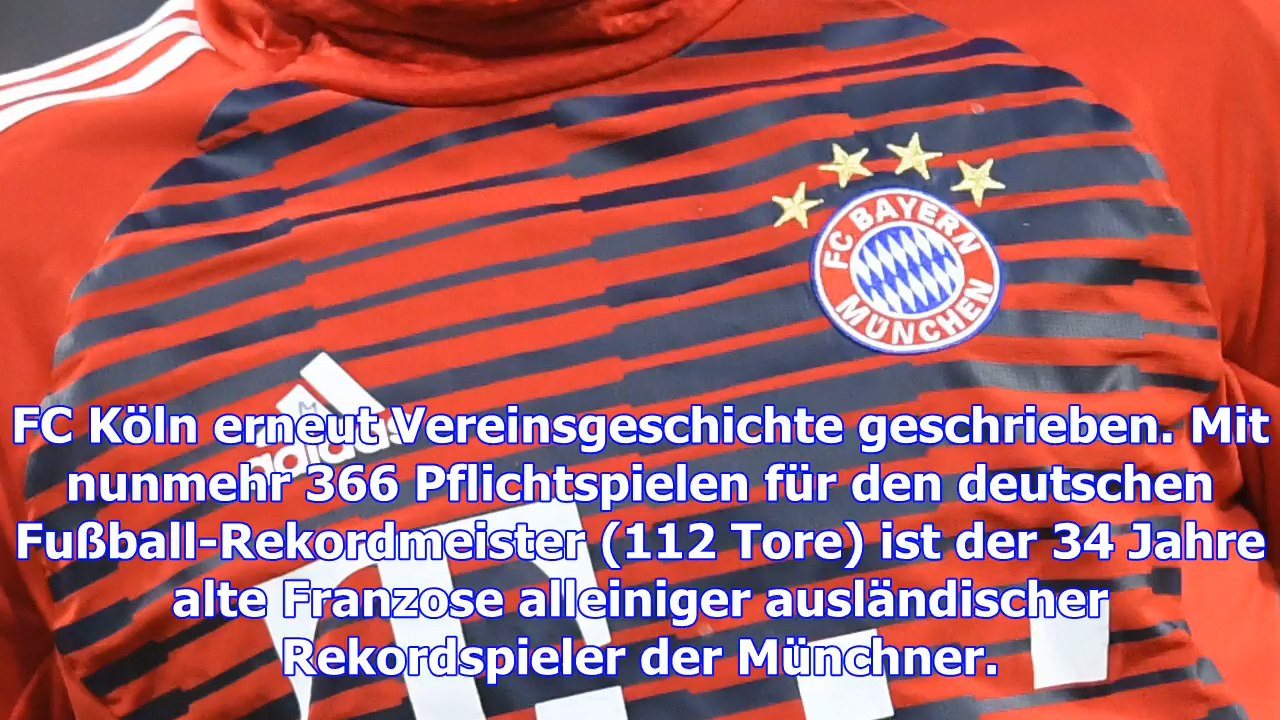 FC BAYERN
MÜNCHEN
adidas
FC Köln erneut Vereinsgeschichte geschrieben. Mit
nunmehr 366 Pflichtspielen für den deutschen
Fußball-Rekordmeister (112 Tore) ist der 34 Jahre
alte Franzose alleiniger ausländischer
Rekordspieler der Münchner.
T